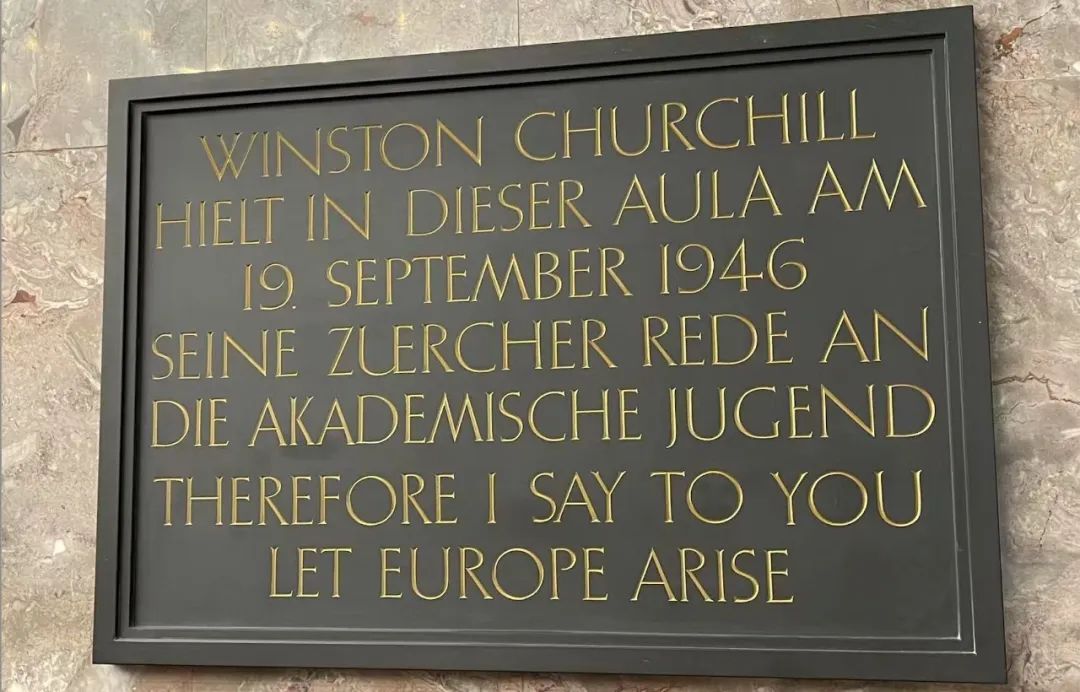 WINSTON CHURCHILL
HIELT IN DIESER AULA AM
19. SEPTEMBER 1946
SEINE ZUERCHER REDE AN
DIE AKADEMISCHE JUGEND
THEREFORE I SAY TO YOU
LET EUROPE ARISE